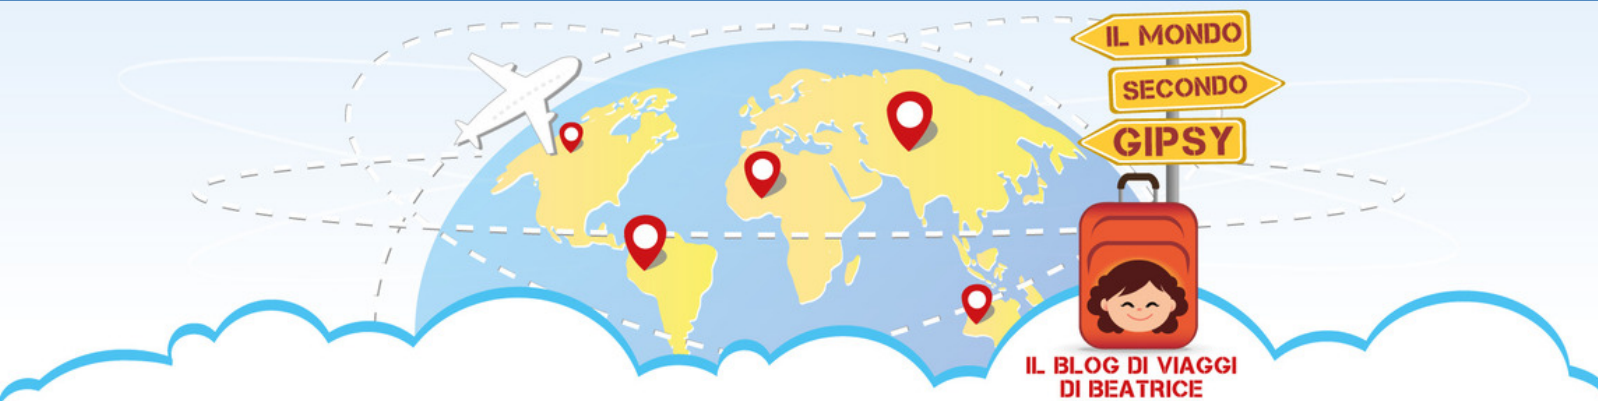 IL MONDO
SECONDO
GIPSY
IL BLOG DI VIAGGI
DI BEATRICE